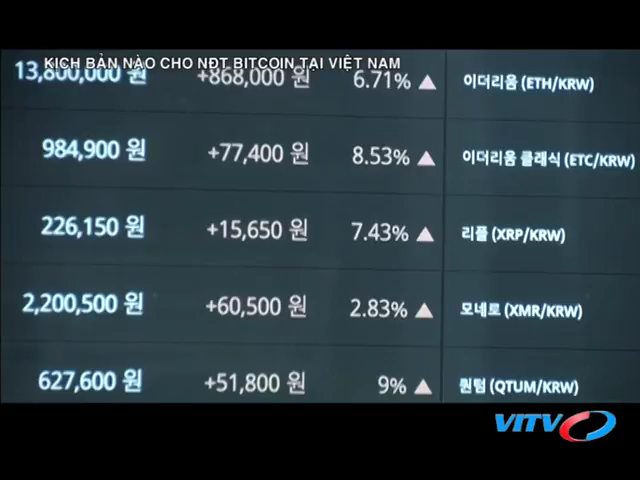 KỊCH BẢN NÀO CHO NĐT BITCOIN TẠI VIỆT NAM
13,800,000 원 +868,000 원 6.71% ▲ 이더리움 (ETH/KRW)
984,900 원 +77,400 원 8.53% ▲ 이더리움 클래식 (ETC/KRW)
226,150 원 +15,650 원 7.43% ▲ 리플 (XRP/KRW)
2,200,500 원 +60,500 원 2.83% ▲ 모네로 (XMR/KRW)
627,600 원 +51,800 원 9% ▲ 퀀텀 (QTUM/KRW)
VITV